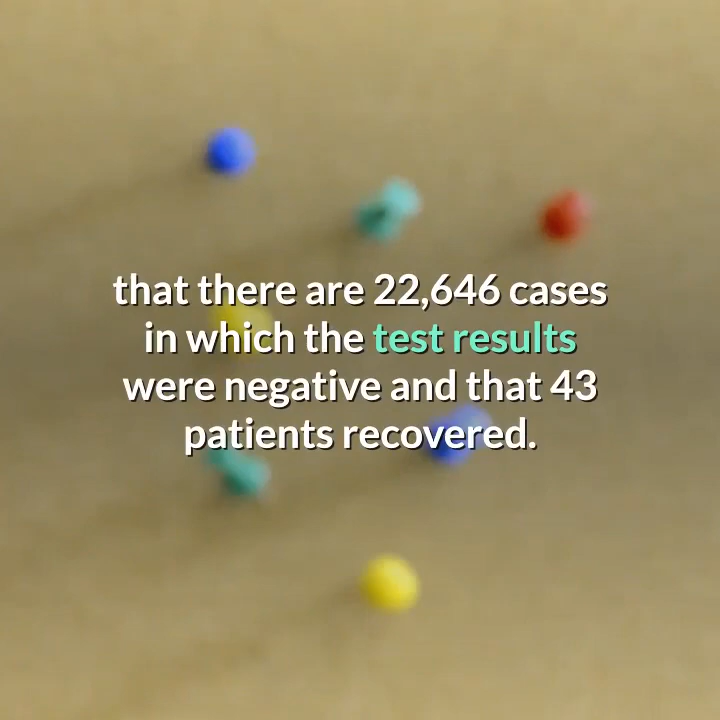 that there are 22,646 cases
in which the test results
were negative and that 43
patients recovered.